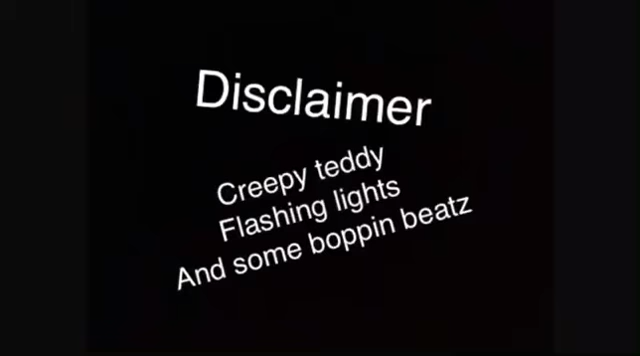 Disclaimer
Creepy teddy
Flashing lights
And some boppin beatz